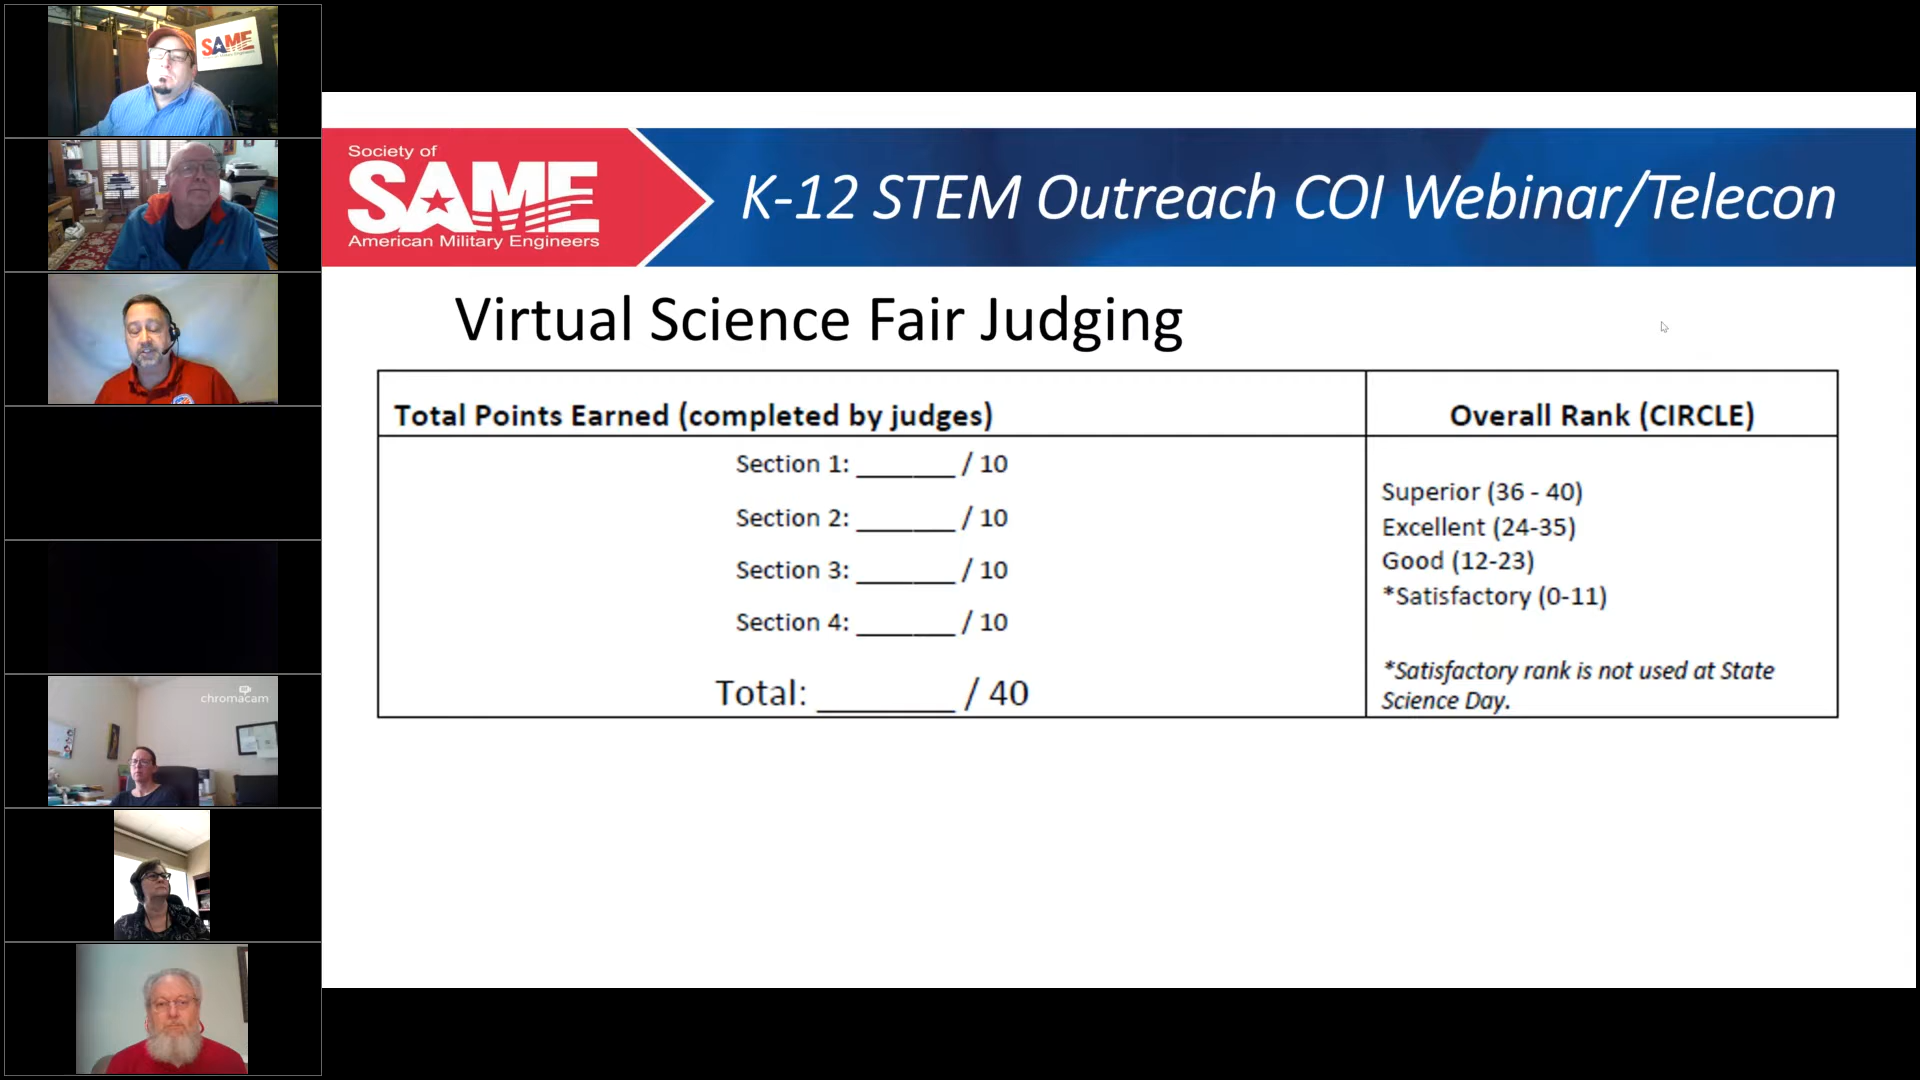 SAME
chromacam
Society of
SAME
American Military Engineers
K-12 STEM Outreach COI Webinar/Telecon
Virtual Science Fair Judging
Total Points Earned (completed by judges)
Overall Rank (CIRCLE)
Section 1: _______ / 10
Section 2: _______ / 10
Section 3: _______ / 10
Section 4: _______ / 10
Total: _______ / 40
Superior (36 - 40)
Excellent (24-35)
Good (12-23)
*Satisfactory (0-11)
*Satisfactory rank is not used at State
Science Day.